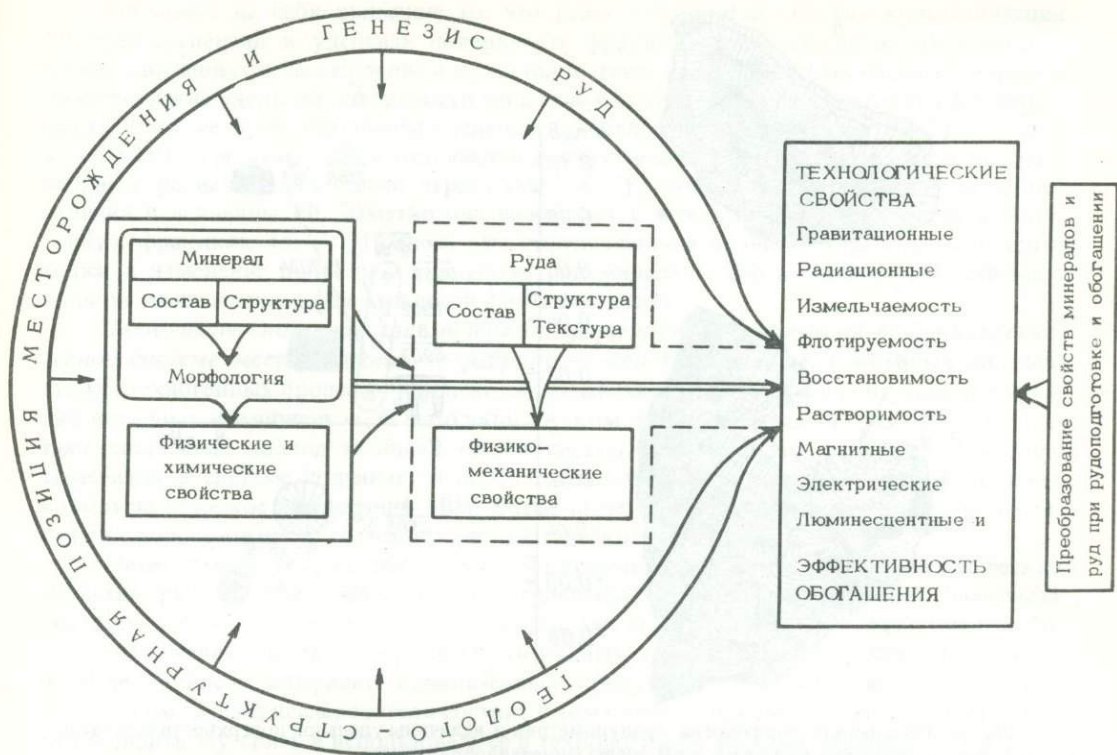 ГЕОЛОГОСТРУКТУРНАЯ ПОЗИЦИЯ МЕСТОРОЖДЕНИЯ И ГЕНЕЗИС РУД
Минерал
Состав
Структура
Морфология
Физические и
химические
свойства
Руда
Состав
Структура
Текстура
Физико-
механические
свойства
ТЕХНОЛОГИЧЕСКИЕ
СВОЙСТВА
Гравитационные
Радиационные
Измельчаемость
Флотируемость
Восстановимость
Растворимость
Магнитные
Электрические
Люминесцентные и
ЭФФЕКТИВНОСТЬ
ОБОГАЩЕНИЯ
Преобразование свойств минералов и
руд при рудоподготовке и обогащении